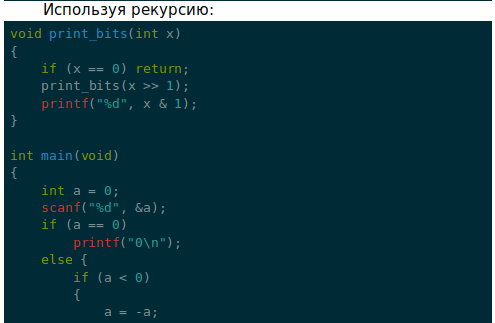 Используя рекурсию:
void print_bits(int x)
{
    if (x == 0) return;
    print_bits(x >> 1);
    printf("%d", x & 1);
}

int main(void)
{
    int a = 0;
    scanf("%d", &a);
    if (a == 0)
        printf("0\n");
    else {
        if (a < 0)
        {
            a = -a;